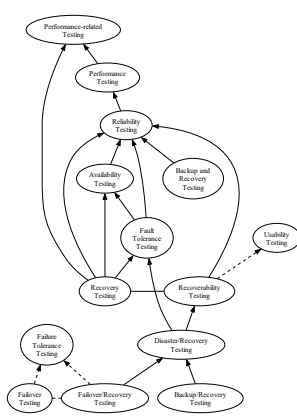 Performance-related
Testing
Performance
Testing
Reliability
Testing
Availability
Testing
Backup and
Recovery
Testing
Fault
Tolerance
Testing
Usability
Testing
Recovery
Testing
Recoverability
Testing
Failure
Tolerance
Testing
Disaster/Recovery
Testing
Failover
Testing
Failover/Recovery
Testing
Backup/Recovery
Testing